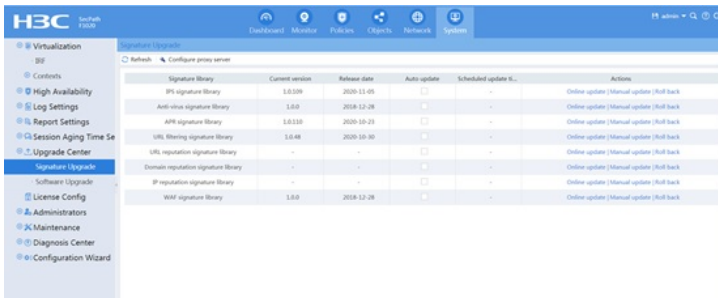 H3C SecPath F5020
Dashboard Monitor Policies Objects Network System
admin
Virtualization
IRF
Contexts
High Availability
Log Settings
Report Settings
Session Aging Time Se
Upgrade Center
Signature Upgrade
Software Upgrade
License Config
Administrators
Maintenance
Diagnosis Center
Configuration Wizard
Signature Upgrade
Refresh Configure proxy server
Signature library Current version Release date Auto update Scheduled update ti... Actions
IPS signature library 1.0.109 2020-11-05 - Online update | Manual update | Roll back
Anti-virus signature library 1.0.0 2018-12-28 - Online update | Manual update | Roll back
APR signature library 1.0.110 2020-10-23 - Online update | Manual update | Roll back
URL filtering signature library 1.0.48 2020-10-30 - Online update | Manual update | Roll back
URL reputation signature library - - - Online update | Manual update | Roll back
Domain reputation signature library - - - Online update | Manual update | Roll back
IP reputation signature library - - - Online update | Manual update | Roll back
WAF signature library 1.0.0 2018-12-28 - Online update | Manual update | Roll back